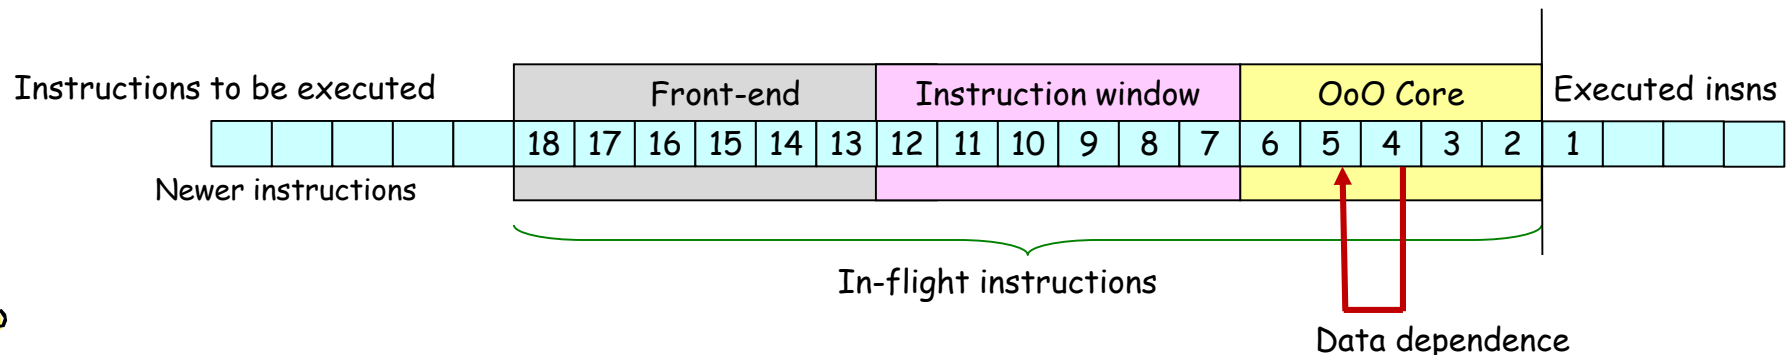 Instructions to be executed
Front-end
Instruction window
OoO Core
Executed insns
18 17 16 15 14 13 12 11 10 9 8 7 6 5 4 3 2 1
Newer instructions
In-flight instructions
Data dependence